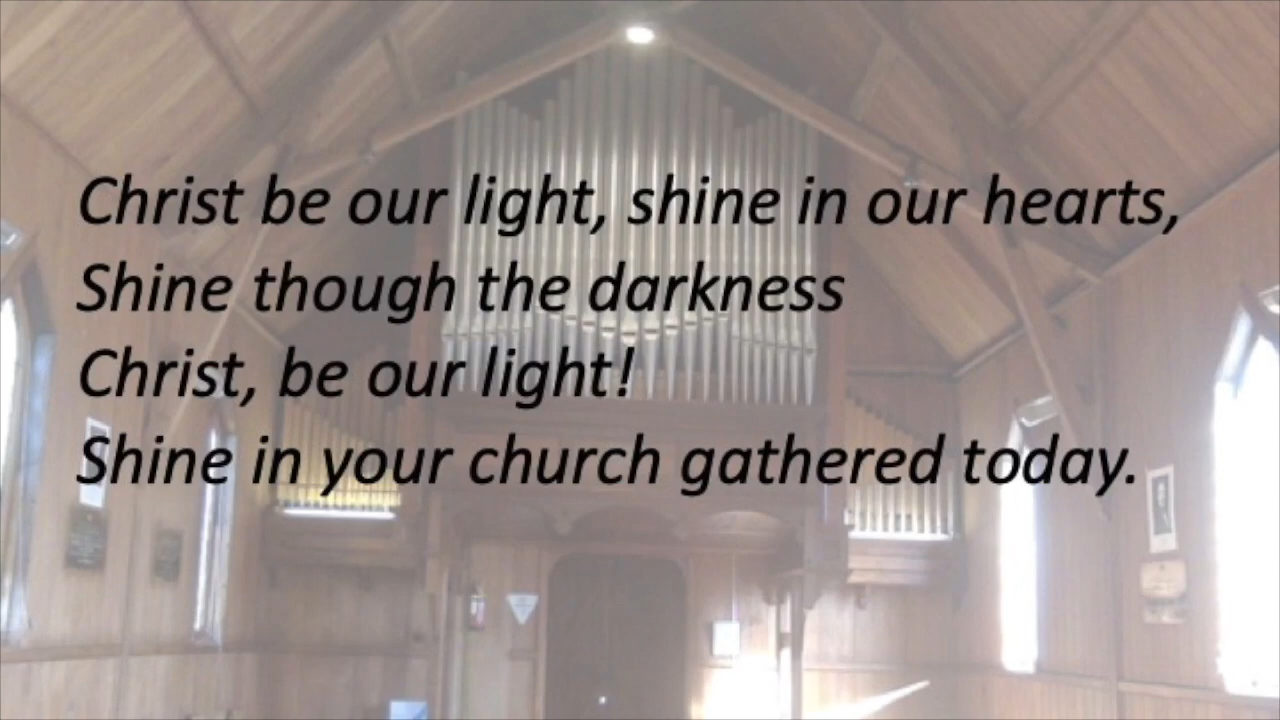 Christ be our light, shine in our hearts,
Shine though the darkness
Christ, be our light!
Shine in your church gathered today.